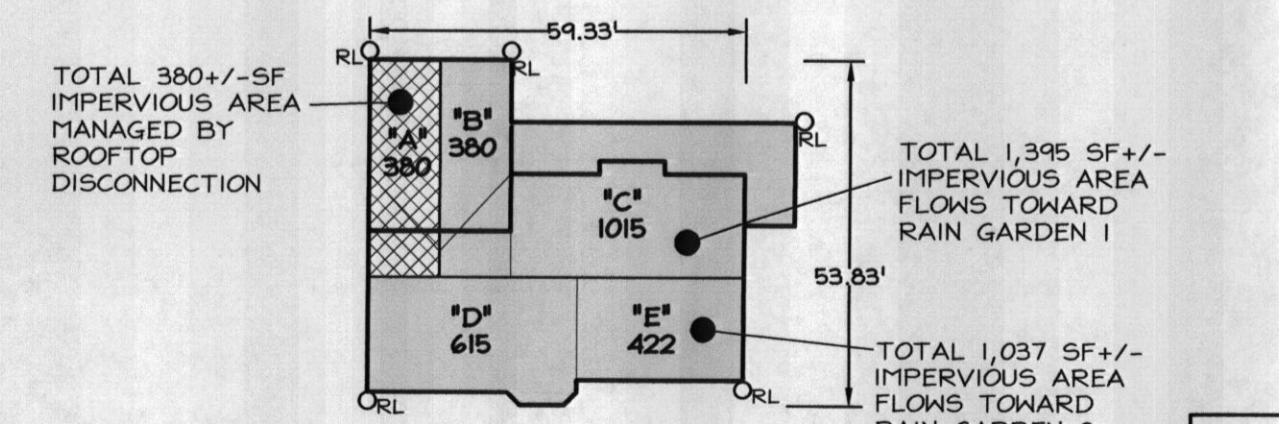 59.33'
RL
RL
TOTAL 380+/-SF
IMPERVIOUS AREA
MANAGED BY
ROOFTOP
DISCONNECTION
"A"
380
"B"
380
RL
TOTAL 1,395 SF+/-
IMPERVIOUS AREA
FLOWS TOWARD
RAIN GARDEN 1
"C"
1015
53.83'
"D"
615
"E"
422
TOTAL 1,037 SF+/-
IMPERVIOUS AREA
FLOWS TOWARD
RL
RL